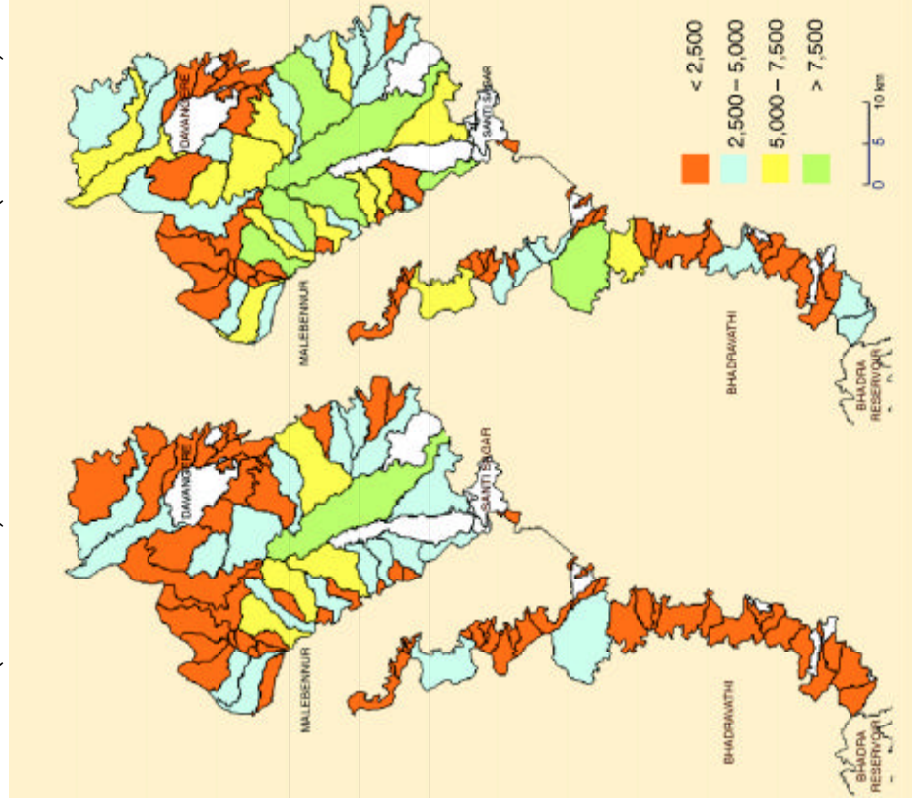 DAVANGERE
SANTI SAGAR
MALEBENNUR
BHADRAVATHI
BHADRA
RESERVOIR
< 2,500
2,500 – 5,000
5,000 – 7,500
> 7,500
0 5 10 km
DAVANGERE
SANTI SAGAR
MALEBENNUR
BHADRAVATHI
BHADRA
RESERVOIR